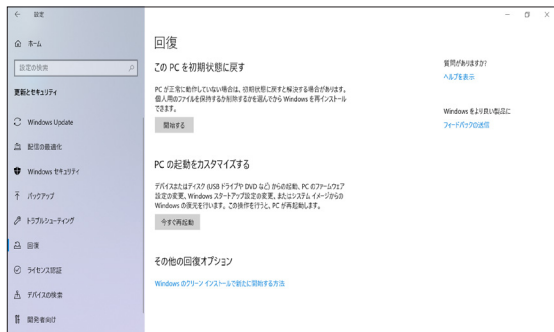 設定
ホーム
設定の検索
更新とセキュリティ
Windows Update
配信の最適化
Windows セキュリティ
バックアップ
トラブルシューティング
回復
ライセンス認証
デバイスの検索
開発者向け
回復
この PC を初期状態に戻す
PC が正常に動作していない場合は、初期状態に戻すと解決する場合があります。
個人用のファイルを保持するか削除するかを選んでから Windows を再インストール
できます。
開始する
PC の起動をカスタマイズする
デバイスまたはディスク (USB ドライブや DVD など) からの起動、PC のファームウェア
設定の変更、Windows スタートアップ設定の変更、またはシステム イメージからの
Windows の復元を行います。この操作を行うと、PC が再起動します。
今すぐ再起動
その他の回復オプション
Windows のクリーン インストールで新たに開始する方法
質問がありますか?
ヘルプを表示
Windows をより良い製品に
フィードバックの送信